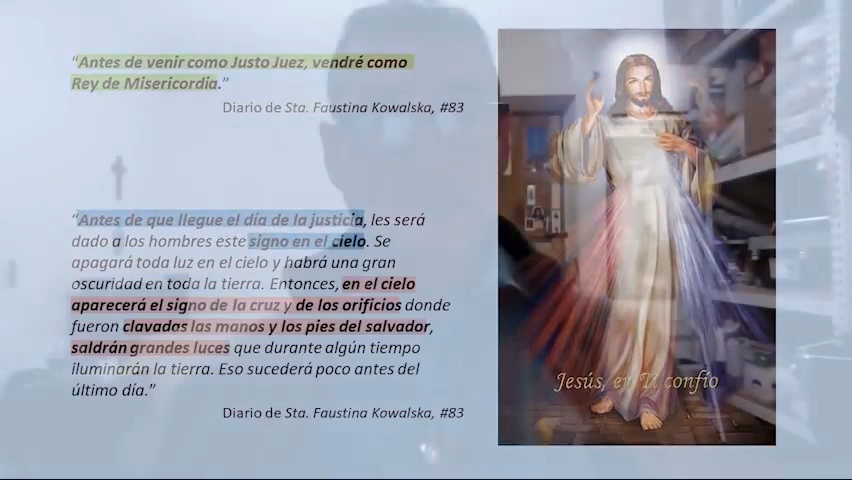 “Antes de venir como Justo Juez, vendré como
Rey de Misericordia.”
Diario de Sta. Faustina Kowalska, #83
“Antes de que llegue el día de la justicia, les será
dado a los hombres este signo en el cielo. Se
apagará toda luz en el cielo y habrá una gran
oscuridad en toda la tierra. Entonces, en el cielo
aparecerá el signo de la cruz y de los orificios donde
fueron clavadas las manos y los pies del salvador,
saldrán grandes luces que durante algún tiempo
iluminarán la tierra. Eso sucederá poco antes del
último día.”
Diario de Sta. Faustina Kowalska, #83
Jesús, en Ti confío